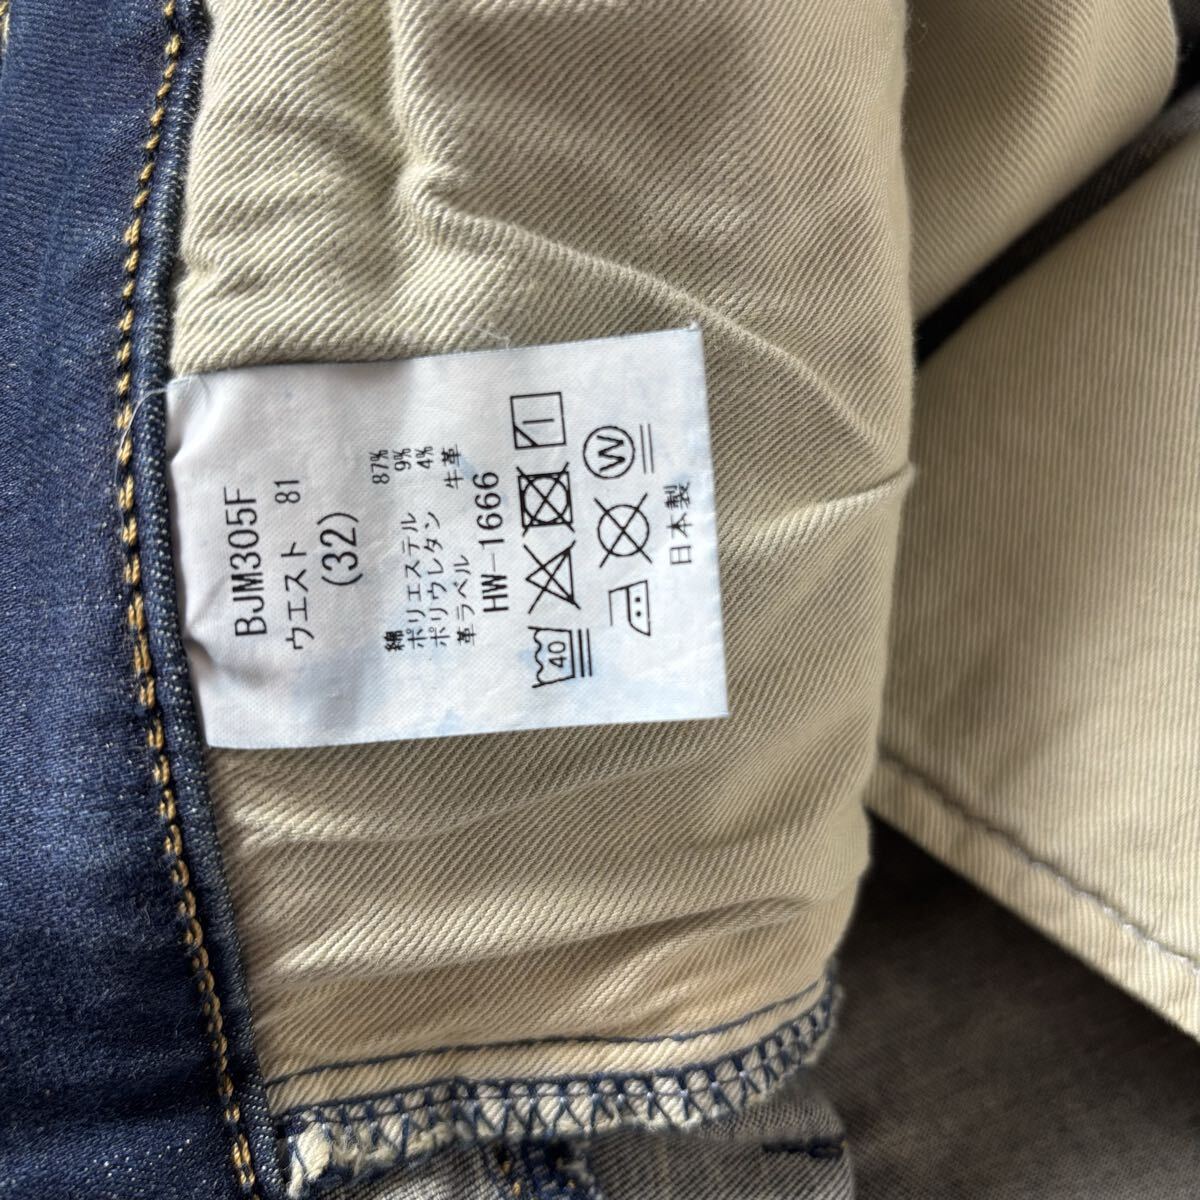 BJM305F
ウエスト 81
(32)
綿 87%
ポリエステル 9%
ポリウレタン 4%
革ラベル 牛革
HW-1666
40
W
日本製